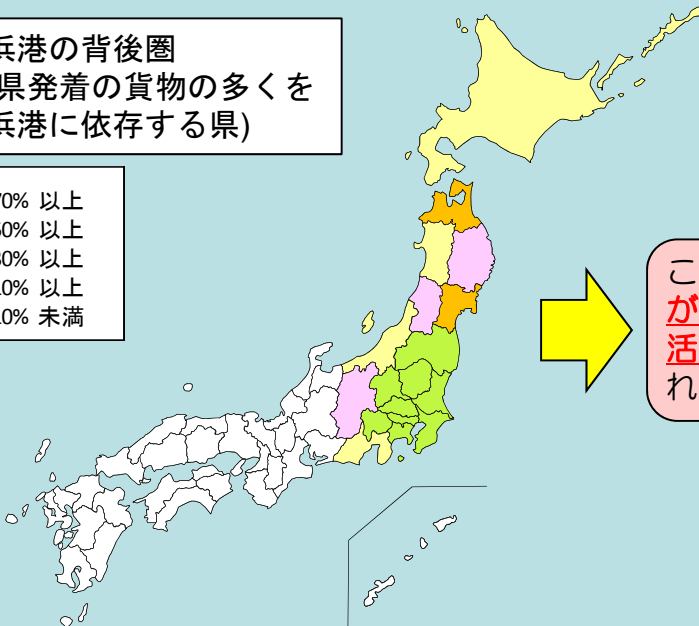 浜港の背後圏
県発着の貨物の多くを
浜港に依存する県)
70% 以上
50% 以上
30% 以上
10% 以上
10% 未満
こ
が
活
れ